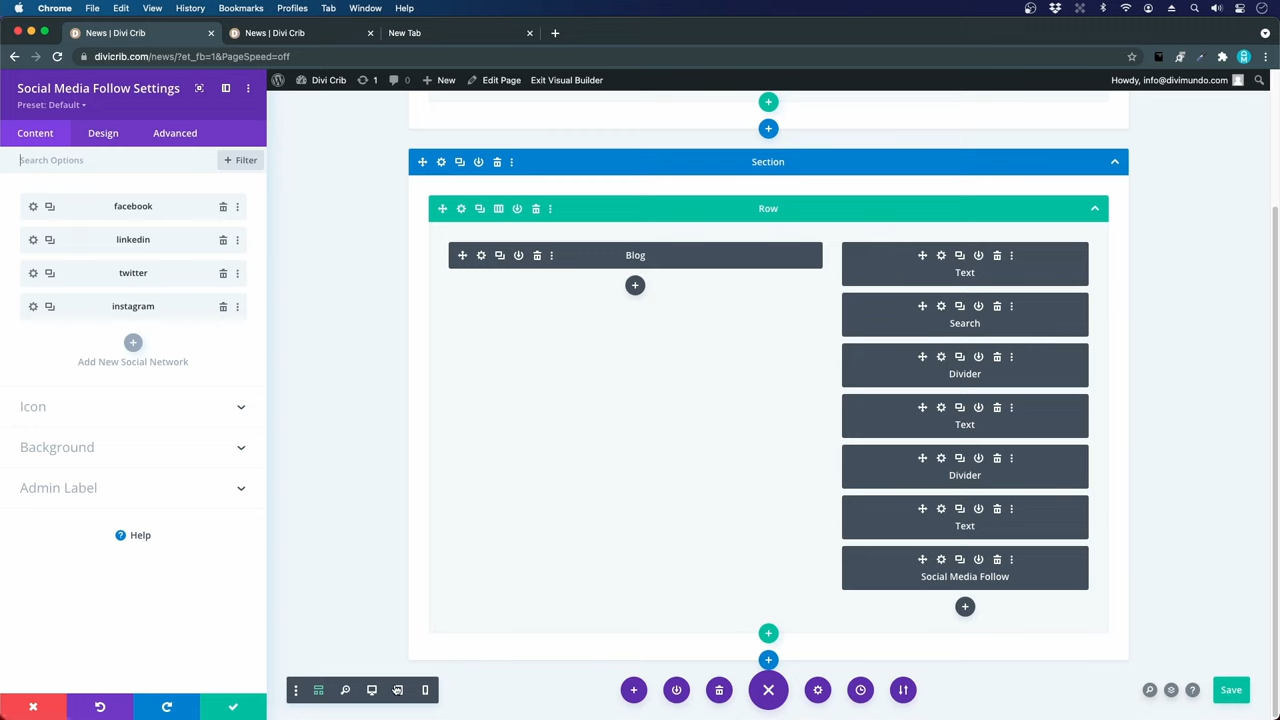 Chrome File Edit View History Bookmarks Profiles Tab Window Help
News | Divi Crib News | Divi Crib New Tab
divicrib.com/news/?et_fb=1&PageSpeed=off
Divi Crib 1 0 New Edit Page Exit Visual Builder Howdy, info@divimundo.com
Social Media Follow Settings
Preset: Default
Content Design Advanced
Search Options + Filter
facebook
linkedin
twitter
instagram
Add New Social Network
Icon
Background
Admin Label
Help
Section
Row
Blog
Text
Search
Divider
Text
Divider
Text
Social Media Follow
Save